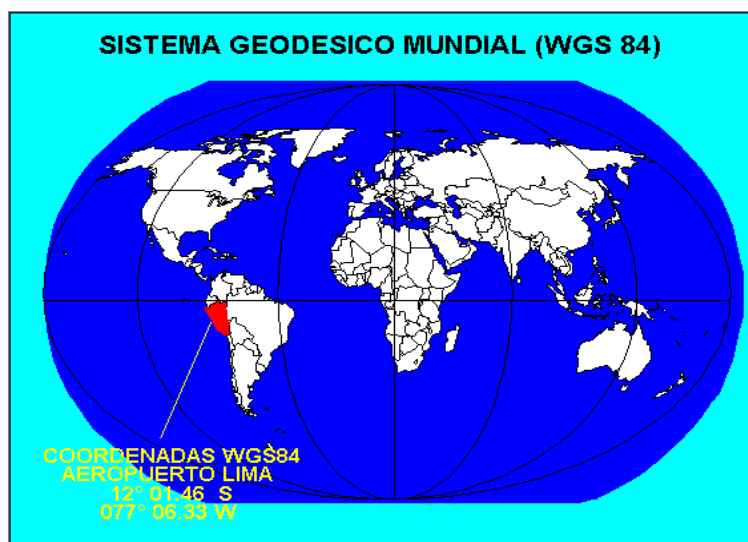 SISTEMA GEODESICO MUNDIAL (WGS 84)
COORDENADAS WGS84
AEROPUERTO LIMA
12° 01.46 S
077° 06.33 W